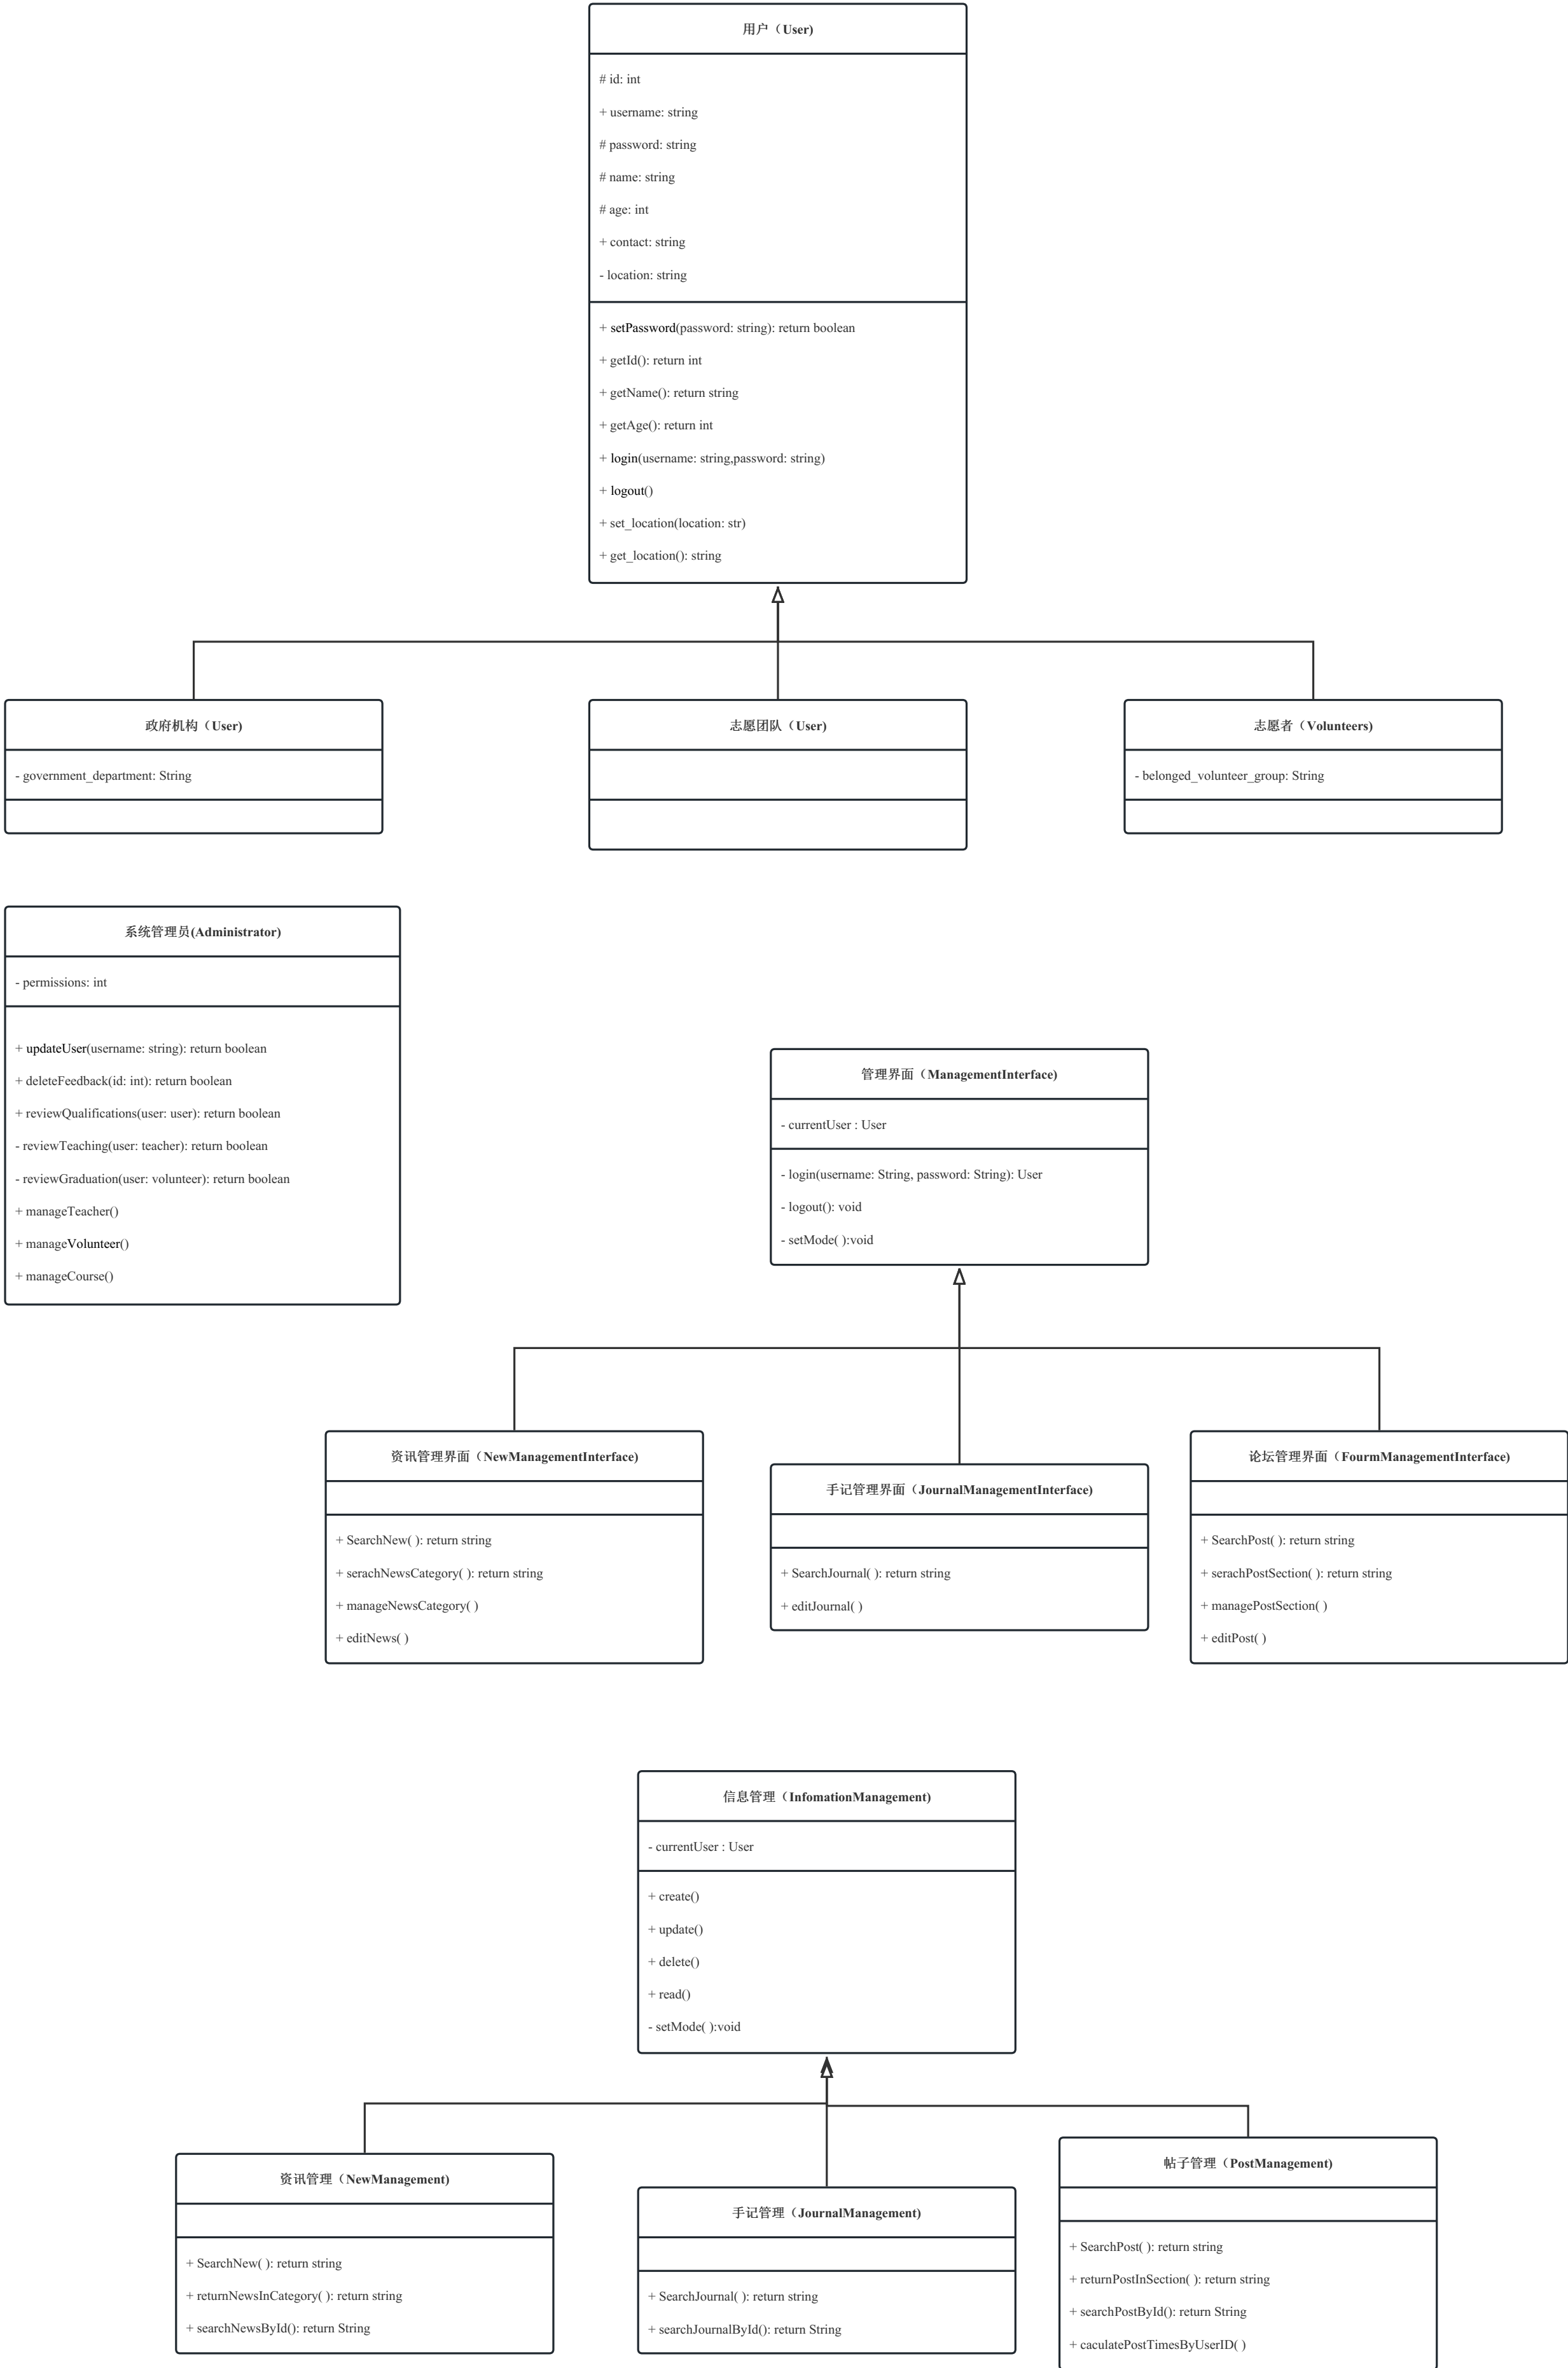 用户（User)
# id: int
+ username: string
# password: string
# name: string
# age: int
+ contact: string
- location: string
+ setPassword(password: string): return boolean
+ getId(): return int
+ getName(): return string
+ getAge(): return int
+ login(username: string,password: string)
+ logout()
+ set_location(location: str)
+ get_location(): string
政府机构（User)
- government_department: String
志愿团队（User)
志愿者（Volunteers)
- belonged_volunteer_group: String
系统管理员(Administrator)
- permissions: int
+ updateUser(username: string): return boolean
+ deleteFeedback(id: int): return boolean
+ reviewQualifications(user: user): return boolean
- reviewTeaching(user: teacher): return boolean
- reviewGraduation(user: volunteer): return boolean
+ manageTeacher()
+ manageVolunteer()
+ manageCourse()
管理界面（ManagementInterface)
- currentUser : User
- login(username: String, password: String): User
- logout(): void
- setMode( ):void
资讯管理界面（NewManagementInterface)
+ SearchNew( ): return string
+ serachNewsCategory( ): return string
+ manageNewsCategory( )
+ editNews( )
手记管理界面（JournalManagementInterface)
+ SearchJournal( ): return string
+ editJournal( )
论坛管理界面（FourmManagementInterface)
+ SearchPost( ): return string
+ serachPostSection( ): return string
+ managePostSection( )
+ editPost( )
信息管理（InfomationManagement)
- currentUser : User
+ create()
+ update()
+ delete()
+ read()
- setMode( ):void
资讯管理（NewManagement)
+ SearchNew( ): return string
+ returnNewsInCategory( ): return string
+ searchNewsById(): return String
手记管理（JournalManagement)
+ SearchJournal( ): return string
+ searchJournalById(): return String
帖子管理（PostManagement)
+ SearchPost( ): return string
+ returnPostInSection( ): return string
+ searchPostById(): return String
+ caculatePostTimesByUserID( )